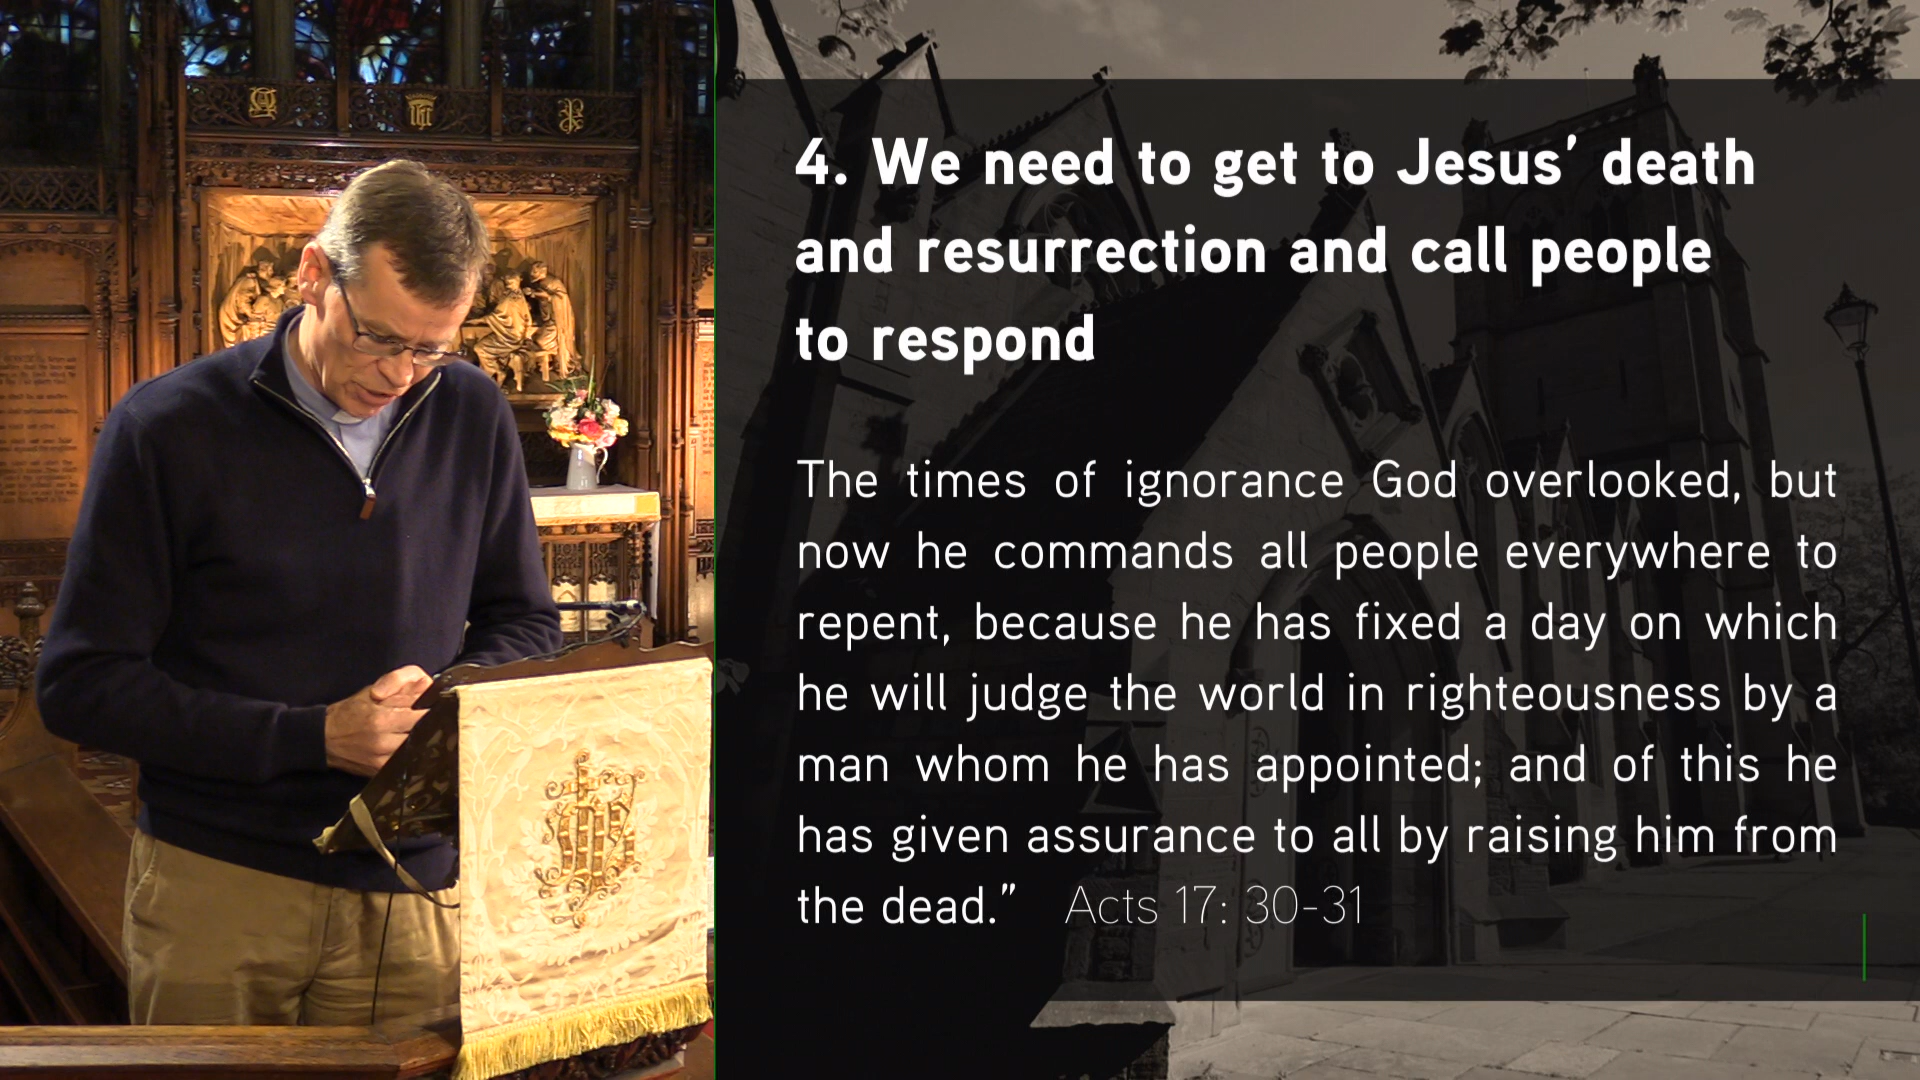 4. We need to get to Jesus’ death
and resurrection and call people
to respond
The times of ignorance God overlooked, but
now he commands all people everywhere to
repent, because he has fixed a day on which
he will judge the world in righteousness by a
man whom he has appointed; and of this he
has given assurance to all by raising him from
the dead.” Acts 17: 30-31